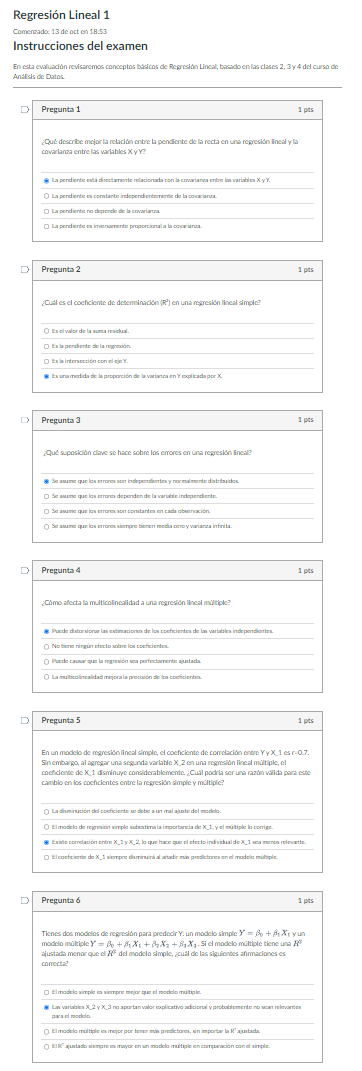 Regresión Lineal 1
Comenzado: 13 de oct en 18:53
Instrucciones del examen
En esta evaluación revisaremos conceptos básicos de Regresión Lineal, basado en las clases 2, 3 y 4 del curso de
Análisis de Datos.
Pregunta 1 1 pts
¿Qué describe mejor la relación entre la pendiente de la recta en una regresión lineal y la
covarianza entre las variables X y Y?
La pendiente está directamente relacionada con la covarianza entre las variables X y Y.
La pendiente es constante independientemente de la covarianza.
La pendiente no depende de la covarianza.
La pendiente es inversamente proporcional a la covarianza.
Pregunta 2 1 pts
¿Cuál es el coeficiente de determinación (R²) en una regresión lineal simple?
Es el valor de la suma residual.
Es la pendiente de la regresión.
Es la intersección con el eje Y.
Es una medida de la proporción de la varianza en Y explicada por X.
Pregunta 3 1 pts
¿Qué suposición clave se hace sobre los errores en una regresión lineal?
Se asume que los errores son independientes y normalmente distribuidos.
Se asume que los errores dependen de la variable independiente.
Se asume que los errores son constantes en cada observación.
Se asume que los errores siempre tienen media cero y varianza infinita.
Pregunta 4 1 pts
¿Cómo afecta la multicolinealidad a una regresión lineal múltiple?
Puede distorsionar las estimaciones de los coeficientes de las variables independientes.
No tiene ningún efecto sobre los coeficientes.
Puede causar que la regresión sea perfectamente ajustada.
La multicolinealidad mejora la precisión de los coeficientes.
Pregunta 5 1 pts
En un modelo de regresión lineal simple, el coeficiente de correlación entre Y y X_1 es r=0.7.
Sin embargo, al agregar una segunda variable X_2 en una regresión lineal múltiple, el
coeficiente de X_1 disminuye considerablemente. ¿Cuál podría ser una razón válida para este
cambio en los coeficientes entre la regresión simple y múltiple?
La disminución del coeficiente se debe a un mal ajuste del modelo.
El modelo de regresión simple subestima la importancia de X_1, y el múltiple lo corrige.
Existe correlación entre X_1 y X_2, lo que hace que el efecto individual de X_1 sea menos relevante.
El coeficiente de X_1 siempre disminuirá al añadir más predictores en el modelo múltiple.
Pregunta 6 1 pts
Tienes dos modelos de regresión para predecir Y: un modelo simple Y = β₀ + β₁X₁ y un
modelo múltiple Y = β₀ + β₁X₁ + β₂X₂ + β₃X₃. Si el modelo múltiple tiene una R²
ajustada menor que el R² del modelo simple, ¿cuál de las siguientes afirmaciones es
correcta?
El modelo simple es siempre mejor que el modelo múltiple.
Las variables X_2 y X_3 no aportan valor explicativo adicional y probablemente no sean relevantes
para el modelo.
El modelo múltiple es mejor por tener más predictores, sin importar la R² ajustada.
El R² ajustado siempre es mayor en un modelo múltiple en comparación con el simple.